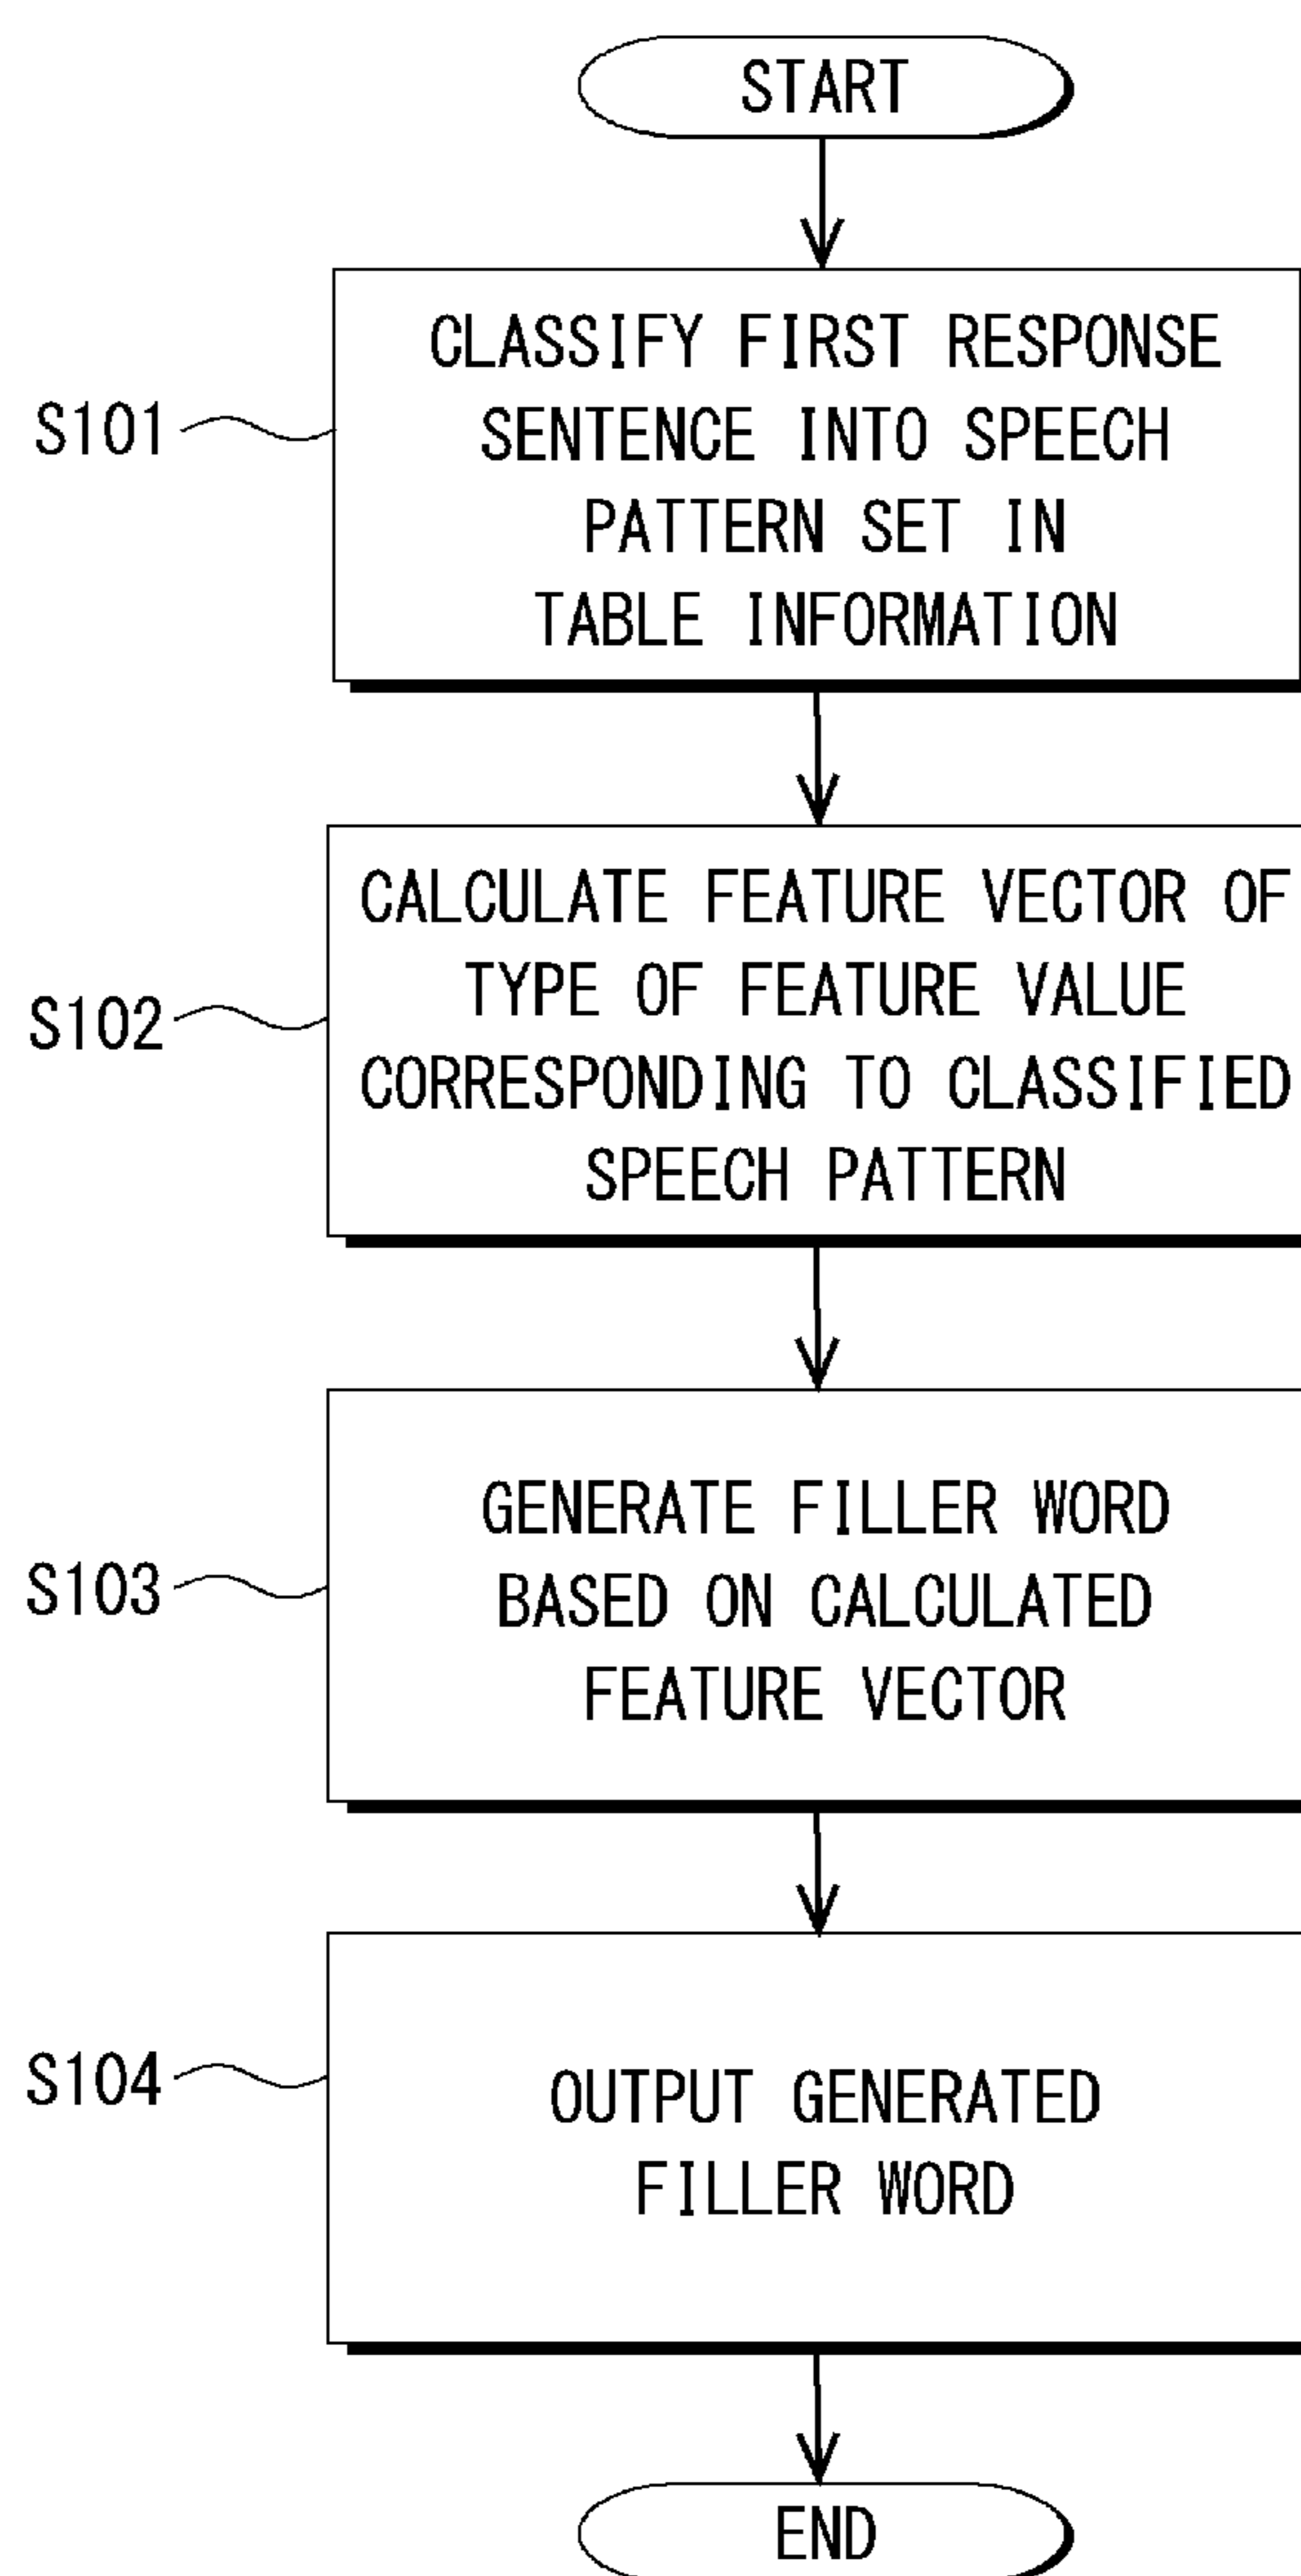 START
S101
CLASSIFY FIRST RESPONSE
SENTENCE INTO SPEECH
PATTERN SET IN
TABLE INFORMATION
S102
CALCULATE FEATURE VECTOR OF
TYPE OF FEATURE VALUE
CORRESPONDING TO CLASSIFIED
SPEECH PATTERN
S103
GENERATE FILLER WORD
BASED ON CALCULATED
FEATURE VECTOR
S104
OUTPUT GENERATED
FILLER WORD
END